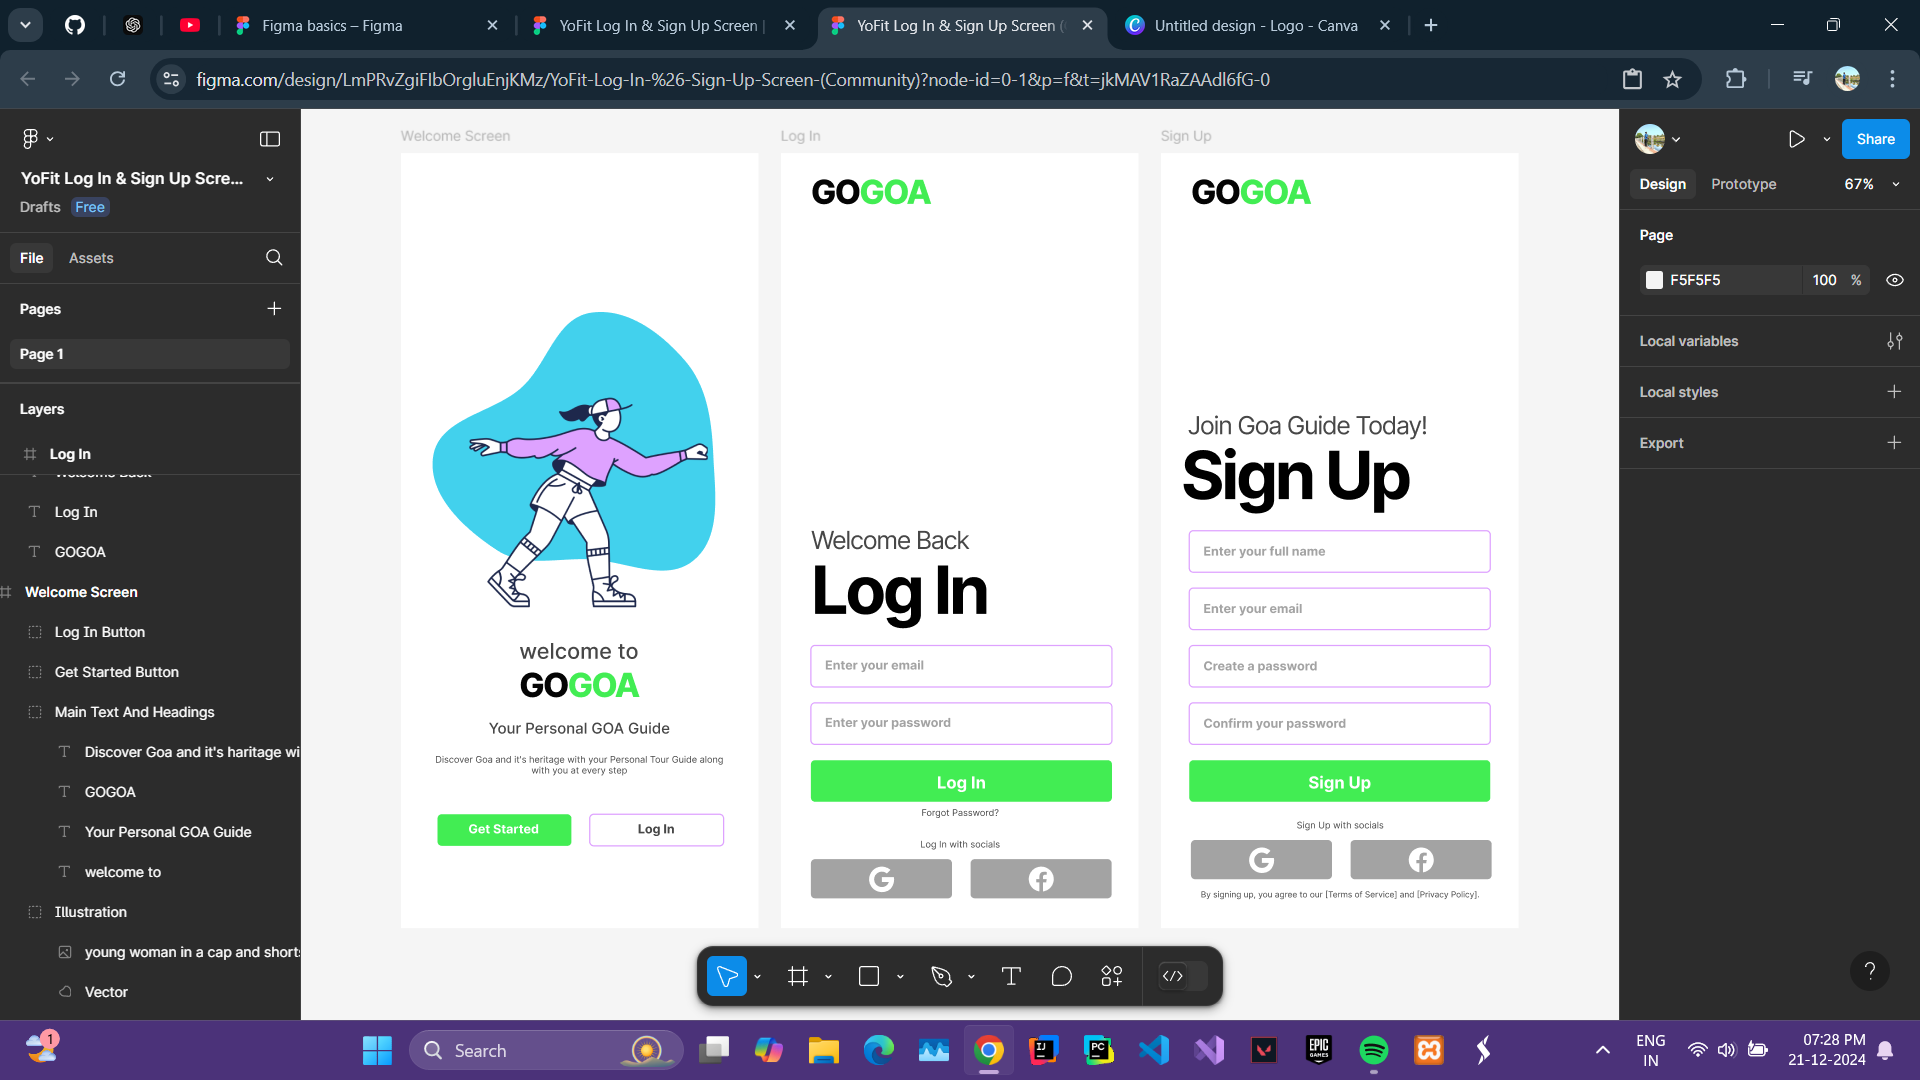 Figma basics – Figma
YoFit Log In & Sign Up Screen
YoFit Log In & Sign Up Screen (
Untitled design - Logo - Canva
figma.com/design/LmPRvZgiFIbOrgluEnjKMz/YoFit-Log-In-%26-Sign-Up-Screen-(Community)?node-id=0-1&p=f&t=jkMAV1RaZAAdl6fG-0
YoFit Log In & Sign Up Scre...
Drafts Free
File Assets
Pages
Page 1
Layers
Log In
Welcome Back
Log In
GOGOA
Welcome Screen
Log In Button
Get Started Button
Main Text And Headings
Discover Goa and it's haritage wi
GOGOA
Your Personal GOA Guide
welcome to
Illustration
young woman in a cap and shorts
Vector
Welcome Screen
welcome to
GOGOA
Your Personal GOA Guide
Discover Goa and it's heritage with your Personal Tour Guide along
with you at every step
Get Started Log In
Log In
GOGOA
Welcome Back
Log In
Enter your email
Enter your password
Log In
Forgot Password?
Log In with socials
Sign Up
GOGOA
Join Goa Guide Today!
Sign Up
Enter your full name
Enter your email
Create a password
Confirm your password
Sign Up
Sign Up with socials
By signing up, you agree to our [Terms of Service] and [Privacy Policy].
Share
Design Prototype 67%
Page
F5F5F5 100 %
Local variables
Local styles
Export
?
1
Search
IJ
PC
EPIC
GAMES
ENG
IN
07:28 PM
21-12-2024